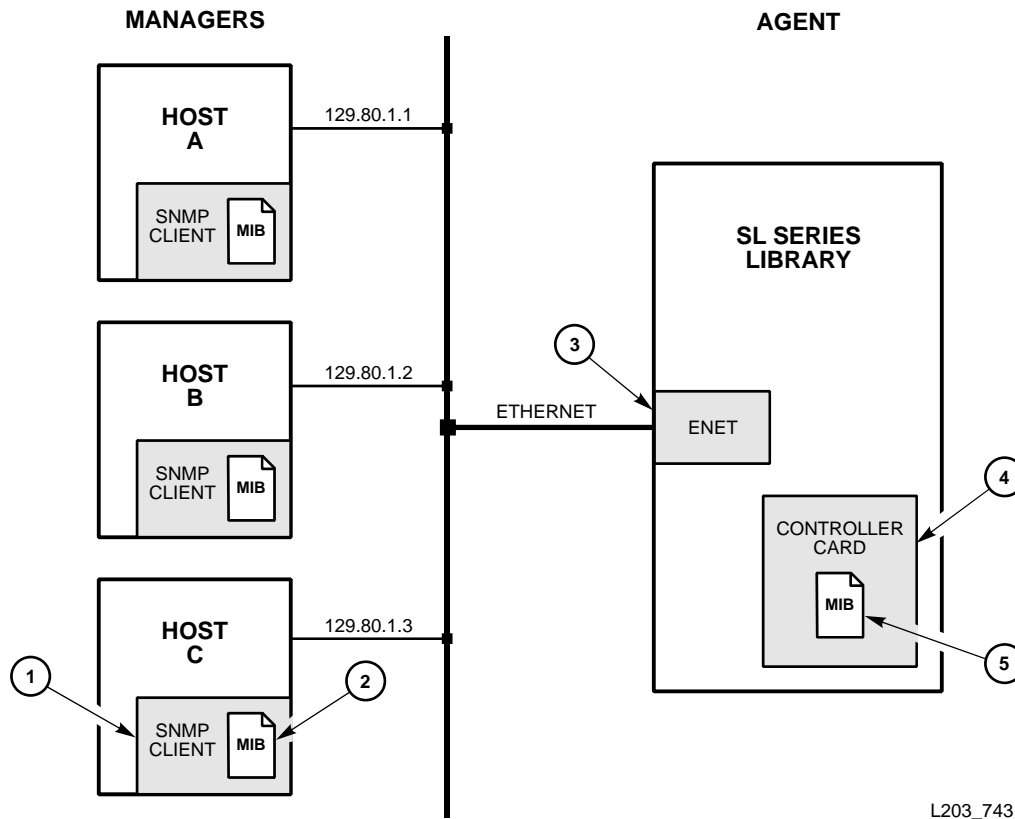 MANAGERS
AGENT
HOST
A
129.80.1.1
SNMP
CLIENT
MIB
HOST
B
129.80.1.2
SNMP
CLIENT
MIB
HOST
C
129.80.1.3
SNMP
CLIENT
MIB
1
2
ETHERNET
SL SERIES
LIBRARY
3
ENET
4
CONTROLLER
CARD
MIB
5
L203_743